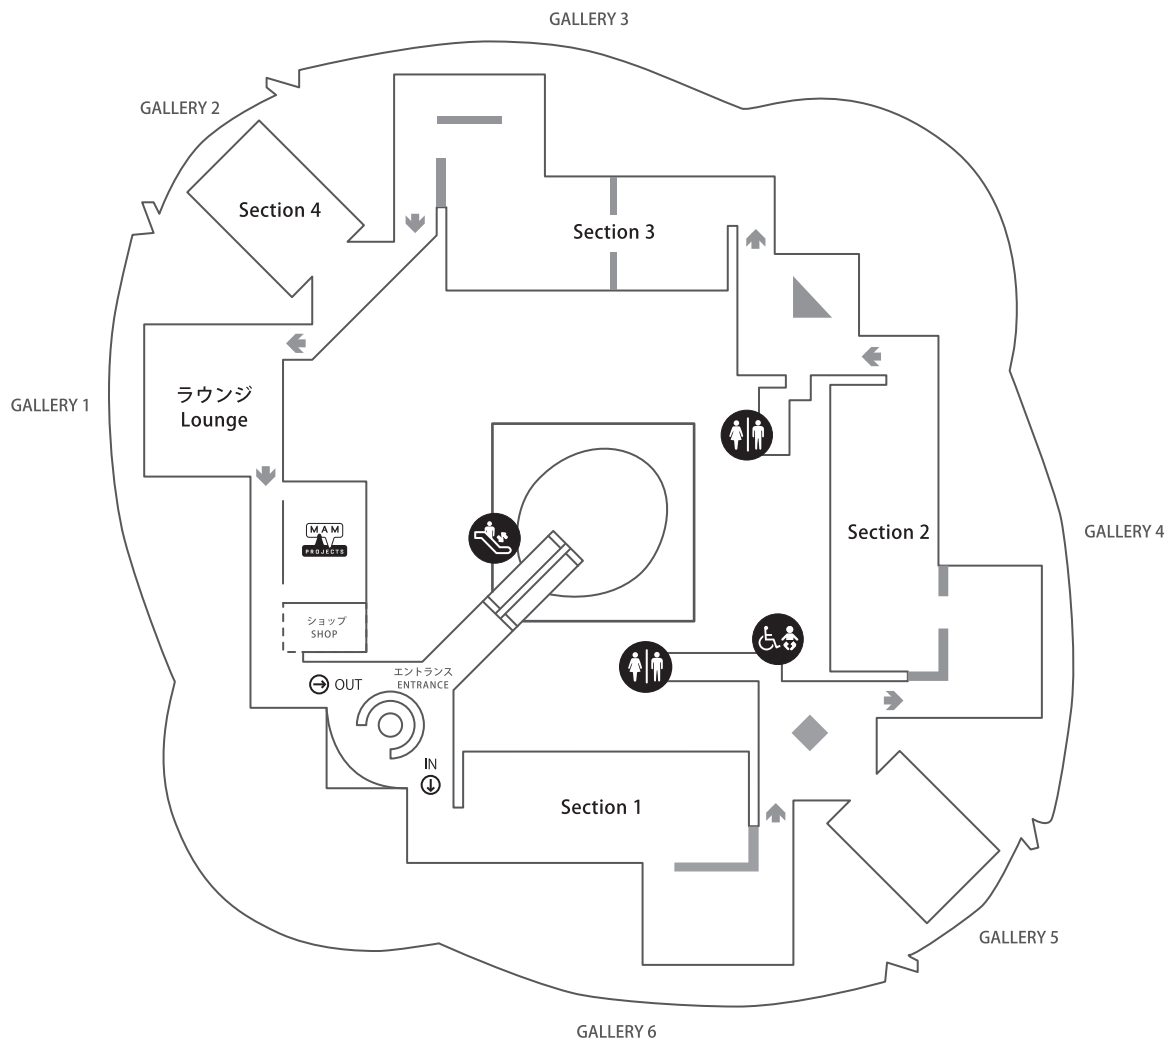 GALLERY 3
GALLERY 2
Section 4
Section 3
ラウンジ
Lounge
GALLERY 1
MAM
PROJECTS
Section 2
GALLERY 4
ショップ
SHOP
エントランス
ENTRANCE
OUT
IN
Section 1
GALLERY 5
GALLERY 6